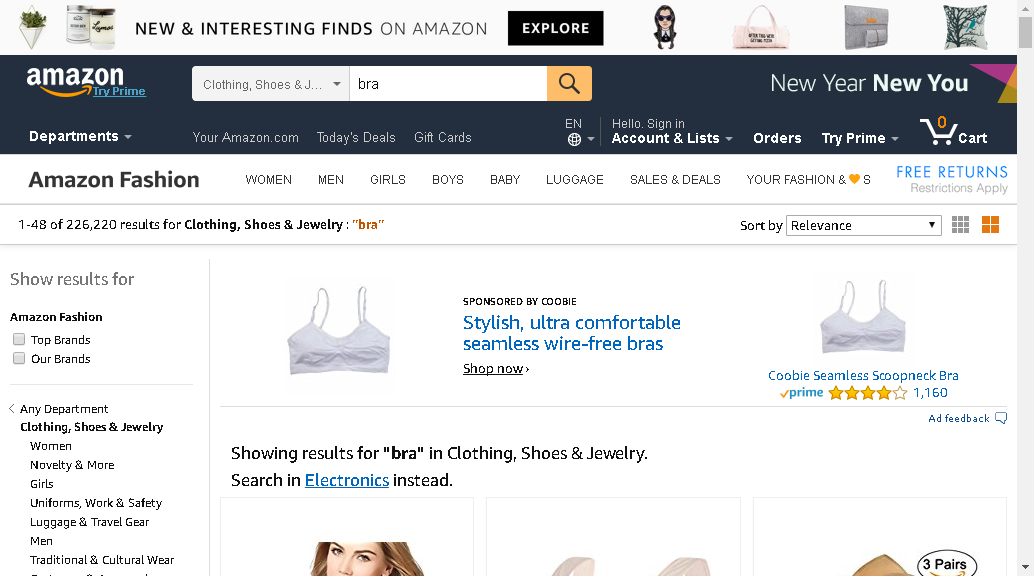 NEW & INTERESTING FINDS ON AMAZON EXPLORE
amazon
Try Prime
Clothing, Shoes & J...
bra
New Year New You
Departments
Your Amazon.com Today's Deals Gift Cards
EN
Hello. Sign in
Account & Lists
Orders
Try Prime
0
Cart
Amazon Fashion
WOMEN MEN GIRLS BOYS BABY LUGGAGE SALES & DEALS YOUR FASHION & S
FREE RETURNS
Restrictions Apply
1-48 of 226,220 results for Clothing, Shoes & Jewelry : "bra"
Sort by Relevance
Show results for
Amazon Fashion
Top Brands
Our Brands
Any Department
Clothing, Shoes & Jewelry
Women
Novelty & More
Girls
Uniforms, Work & Safety
Luggage & Travel Gear
Men
Traditional & Cultural Wear
SPONSORED BY COOBIE
Stylish, ultra comfortable
seamless wire-free bras
Shop now ›
Coobie Seamless Scoopneck Bra
prime 1,160
Ad feedback
Showing results for "bra" in Clothing, Shoes & Jewelry.
Search in Electronics instead.
3 Pairs